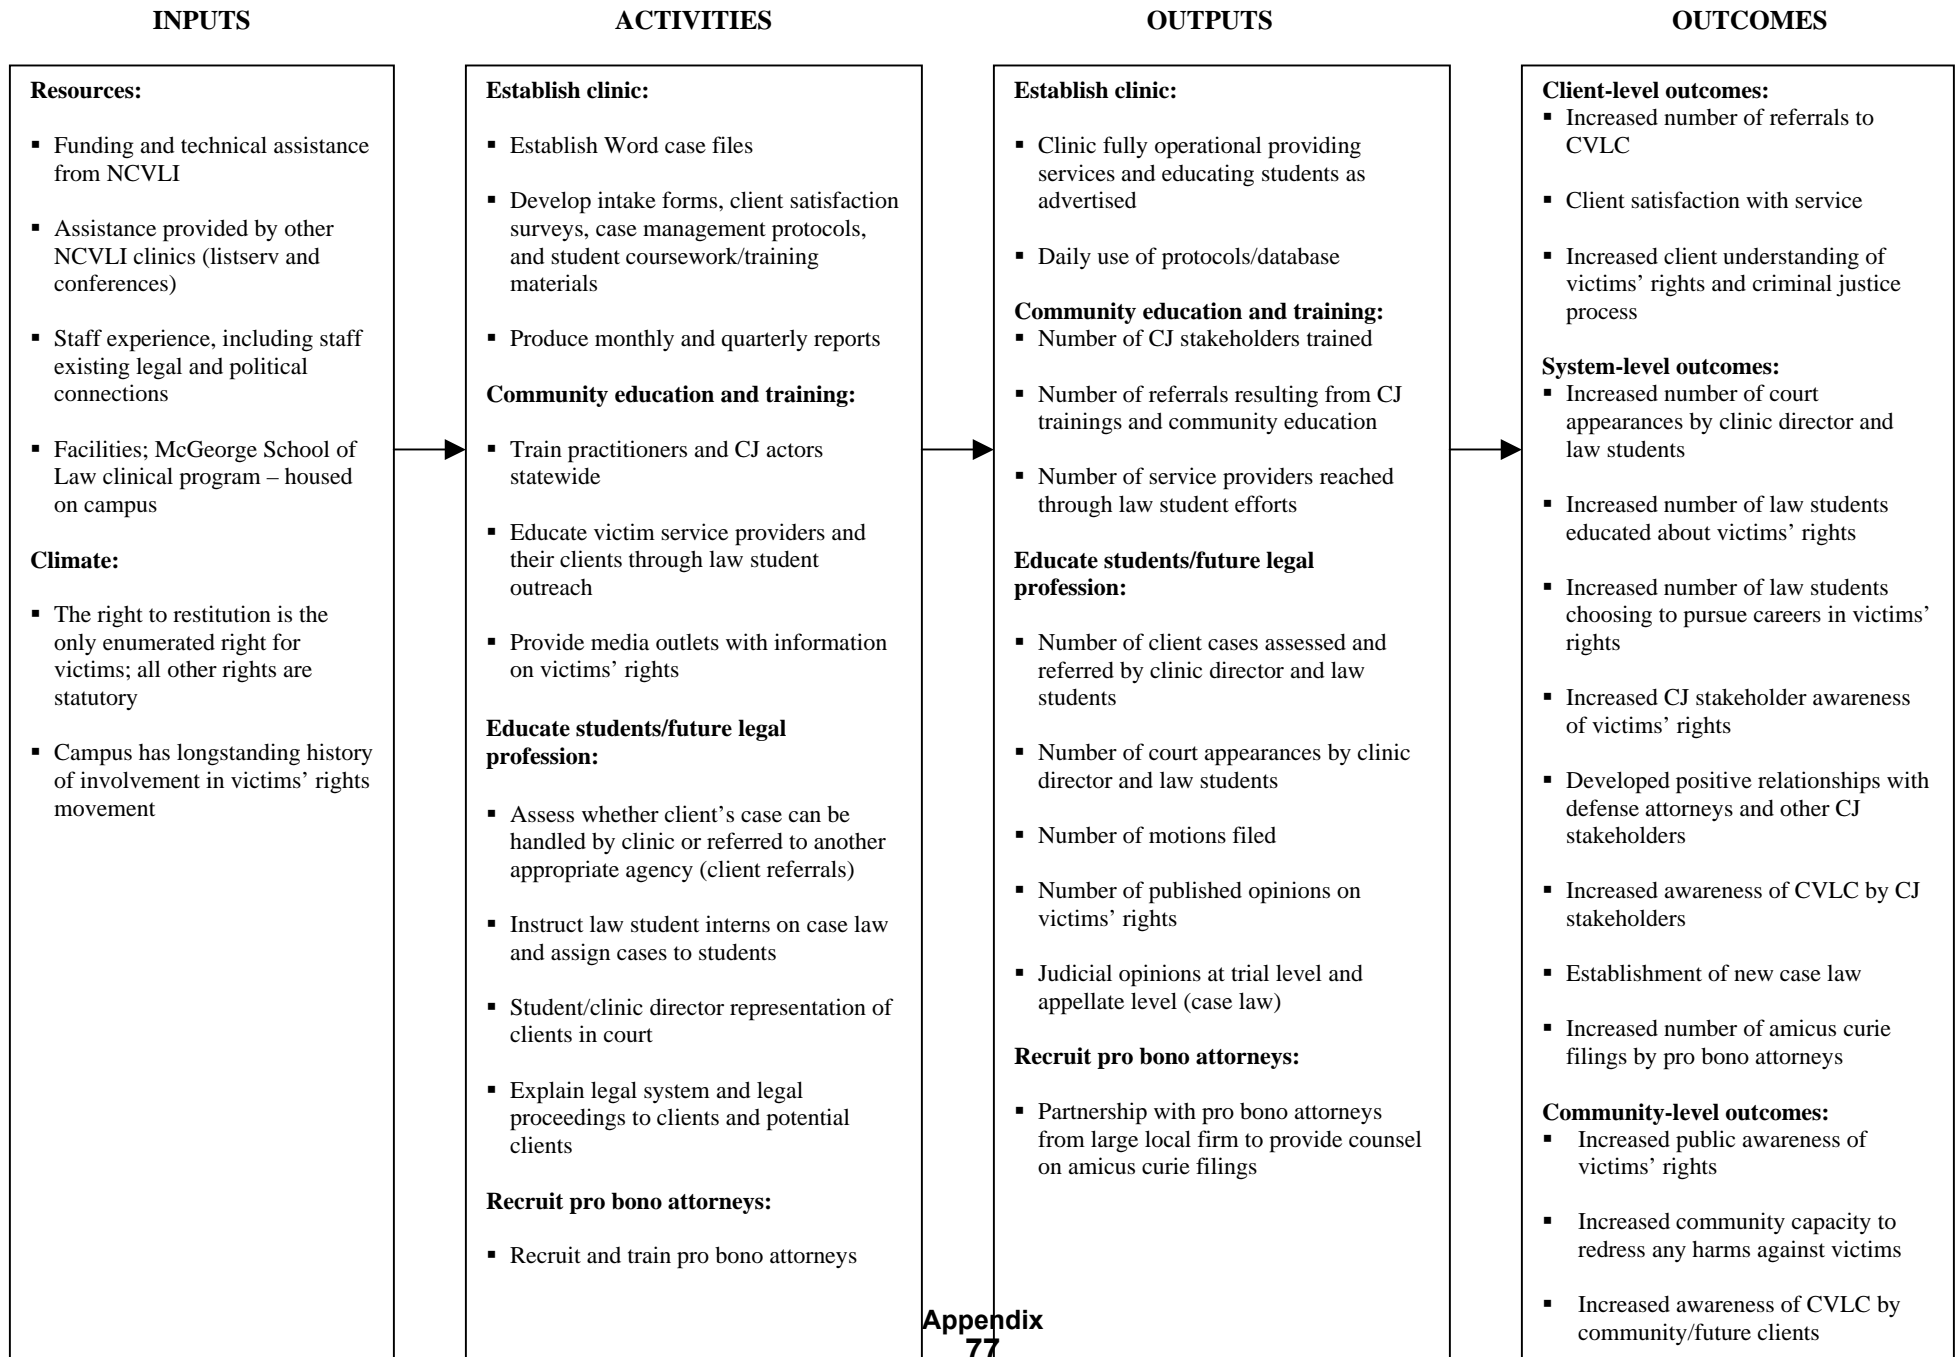 INPUTS
ACTIVITIES
OUTPUTS
OUTCOMES
Resources:
▪ Funding and technical assistance
from NCVLI
▪ Assistance provided by other
NCVLI clinics (listserv and
conferences)
▪ Staff experience, including staff
existing legal and political
connections
▪ Facilities; McGeorge School of
Law clinical program – housed
on campus
Climate:
▪ The right to restitution is the
only enumerated right for
victims; all other rights are
statutory
▪ Campus has longstanding history
of involvement in victims’ rights
movement
Establish clinic:
▪ Establish Word case files
▪ Develop intake forms, client satisfaction
surveys, case management protocols,
and student coursework/training
materials
▪ Produce monthly and quarterly reports
Community education and training:
▪ Train practitioners and CJ actors
statewide
▪ Educate victim service providers and
their clients through law student
outreach
▪ Provide media outlets with information
on victims’ rights
Educate students/future legal
profession:
▪ Assess whether client’s case can be
handled by clinic or referred to another
appropriate agency (client referrals)
▪ Instruct law student interns on case law
and assign cases to students
▪ Student/clinic director representation of
clients in court
▪ Explain legal system and legal
proceedings to clients and potential
clients
Recruit pro bono attorneys:
▪ Recruit and train pro bono attorneys
Establish clinic:
▪ Clinic fully operational providing
services and educating students as
advertised
▪ Daily use of protocols/database
Community education and training:
▪ Number of CJ stakeholders trained
▪ Number of referrals resulting from CJ
trainings and community education
▪ Number of service providers reached
through law student efforts
Educate students/future legal
profession:
▪ Number of client cases assessed and
referred by clinic director and law
students
▪ Number of court appearances by clinic
director and law students
▪ Number of motions filed
▪ Number of published opinions on
victims’ rights
▪ Judicial opinions at trial level and
appellate level (case law)
Recruit pro bono attorneys:
▪ Partnership with pro bono attorneys
from large local firm to provide counsel
on amicus curie filings
Client-level outcomes:
▪ Increased number of referrals to
CVLC
▪ Client satisfaction with service
▪ Increased client understanding of
victims’ rights and criminal justice
process
System-level outcomes:
▪ Increased number of court
appearances by clinic director and
law students
▪ Increased number of law students
educated about victims’ rights
▪ Increased number of law students
choosing to pursue careers in victims’
rights
▪ Increased CJ stakeholder awareness
of victims’ rights
▪ Developed positive relationships with
defense attorneys and other CJ
stakeholders
▪ Increased awareness of CVLC by CJ
stakeholders
▪ Establishment of new case law
▪ Increased number of amicus curie
filings by pro bono attorneys
Community-level outcomes:
▪ Increased public awareness of
victims’ rights
▪ Increased community capacity to
redress any harms against victims
▪ Increased awareness of CVLC by
community/future clients
Appendix
77